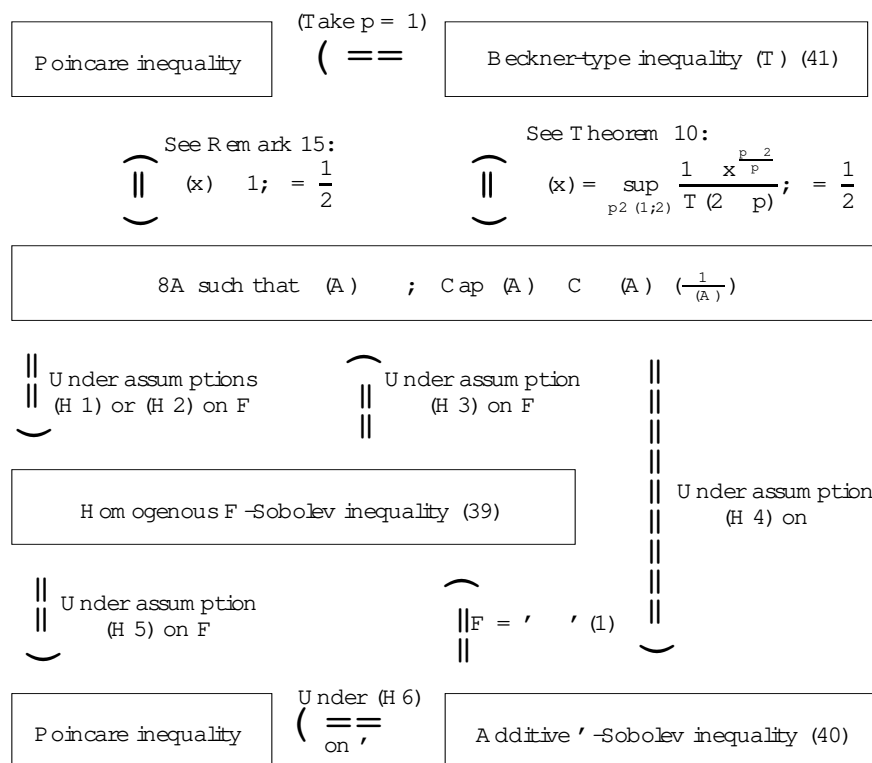 (Take p = 1)
Poincare inequality
( ==
Beckner-type inequality (T) (41)
See Remark 15:
(x) 1; = 1/2
See Theorem 10:
(x) = sup p2 (1;2) 1 x^{p 2 / p} / T (2 p); = 1/2
8A such that (A) ; Cap (A) C (A) (1/(A))
Under assumptions
(H 1) or (H 2) on F
Under assumption
(H 3) on F
Under assumption
(H 4) on
Homogenous F-Sobolev inequality (39)
Under assumption
(H 5) on F
F = ' ' (1)
Under (H 6)
( ==
on '
Poincare inequality
Additive '-Sobolev inequality (40)